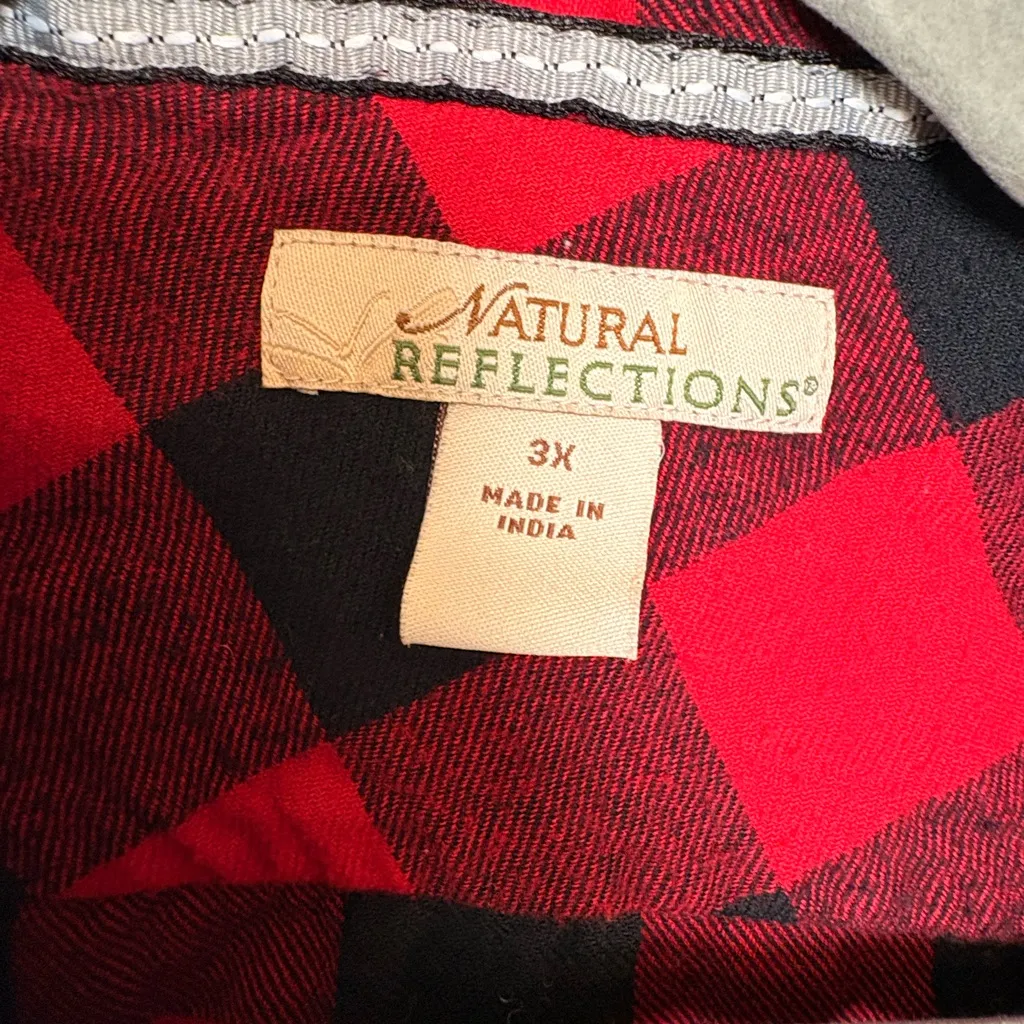 NATURAL
REFLECTIONS®
3X
MADE IN
INDIA